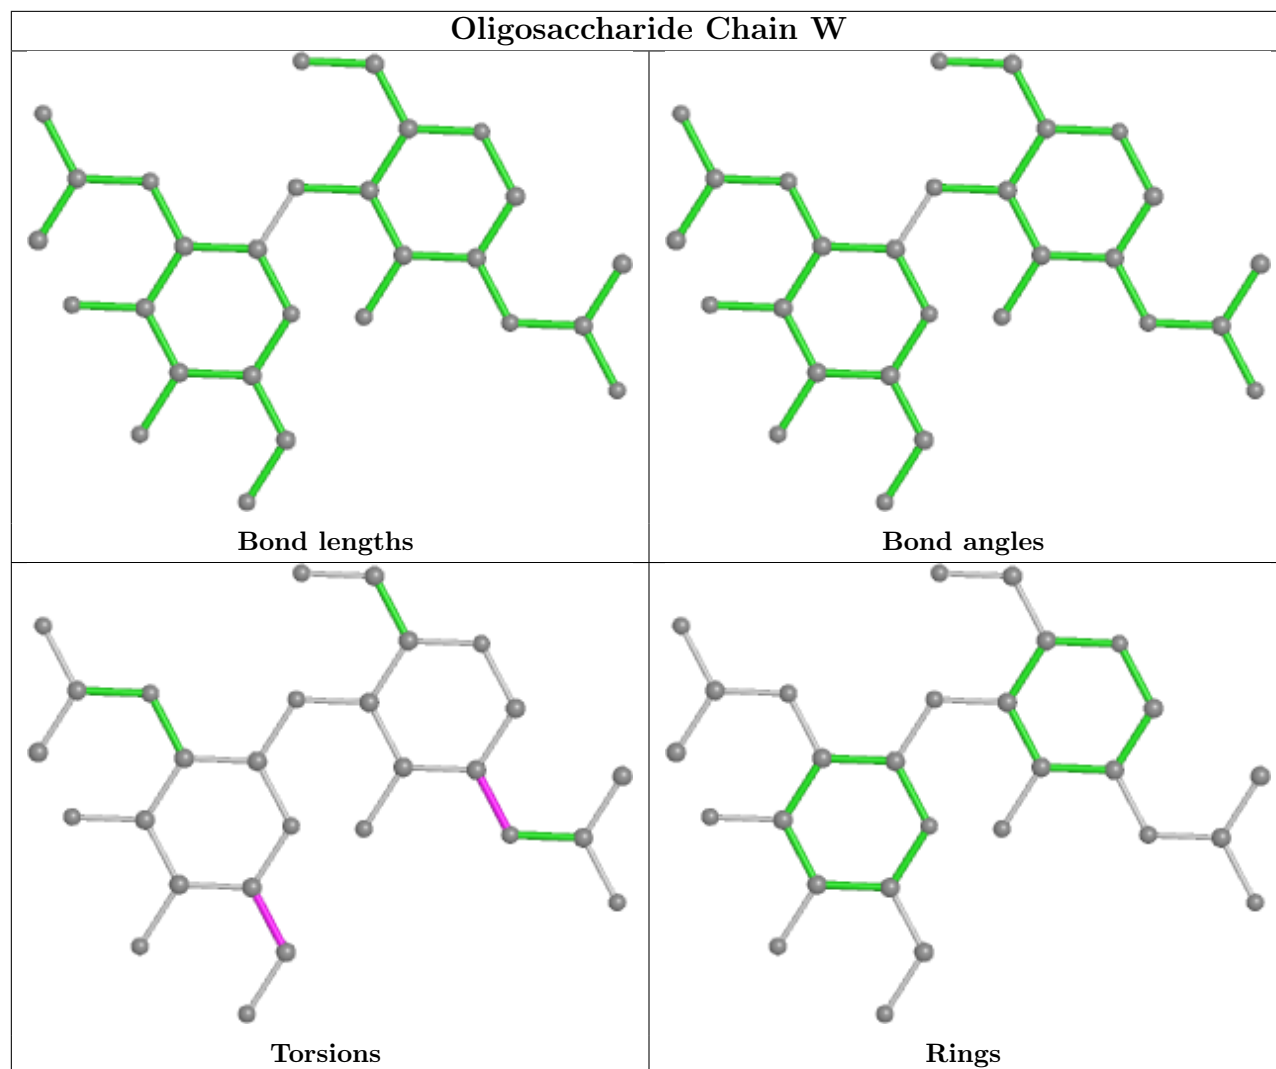 Oligosaccharide Chain W
Bond lengths
Bond angles
Torsions
Rings